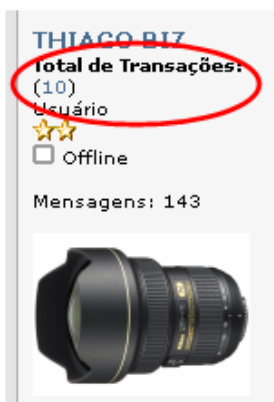 THIAGO BIZ
Total de Transações:
(10)
Usuário
Offline
Mensagens: 143